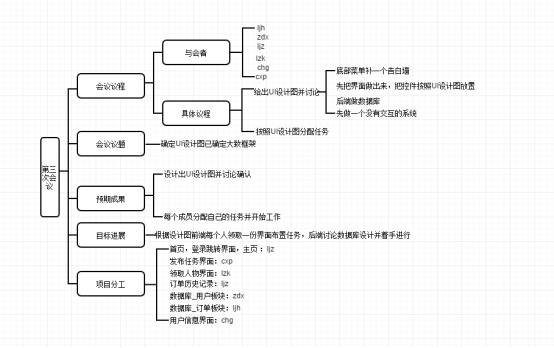 第三
次会
议
会议议程
与会者
ljh
zdx
ljz
lzk
chg
cxp
具体议程
给出UI设计图并讨论
底部菜单补一个告白墙
先把界面做出来，把控件按照UI设计图放置
后端做数据库
先做一个没有交互的系统
按照UI设计图分配任务
会议议题
确定UI设计图已确定大致框架
预期成果
设计出UI设计图并讨论确认
每个成员分配自己的任务并开始工作
目标进展
根据设计图前端每个人领取一份界面布置任务，后端讨论数据库设计并着手进行
项目分工
首页，登录跳转界面，主页：ljz
发布任务界面：cxp
领取人物界面：lzk
订单历史记录：ljz
数据库_用户板块：zdx
数据库_订单板块：ljh
用户信息界面：chg